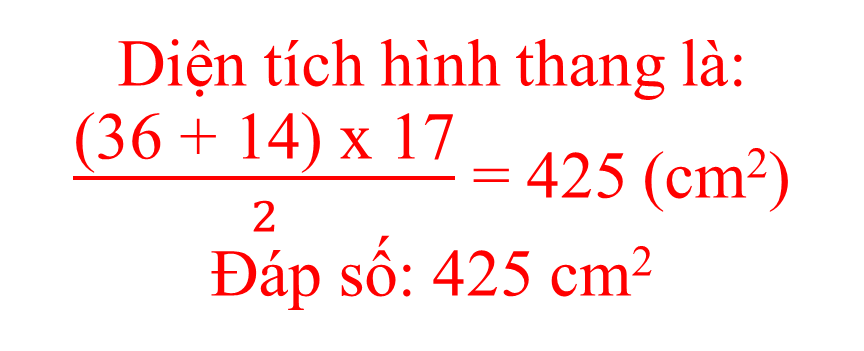 Diện tích hình thang là:
(36 + 14) x 17
2
= 425 (cm²)
Đáp số: 425 cm²